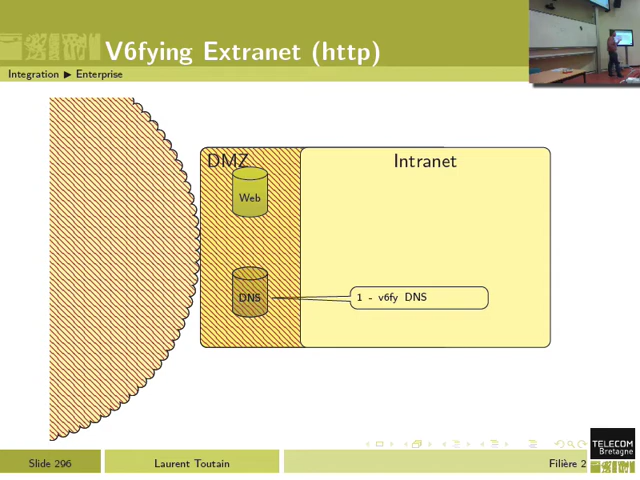 V6fying Extranet (http)
Integration ▶ Enterprise
DMZ
Intranet
Web
DNS
1 - v6fy DNS
TELECOM
Bretagne
Slide 296
Laurent Toutain
Filière 2